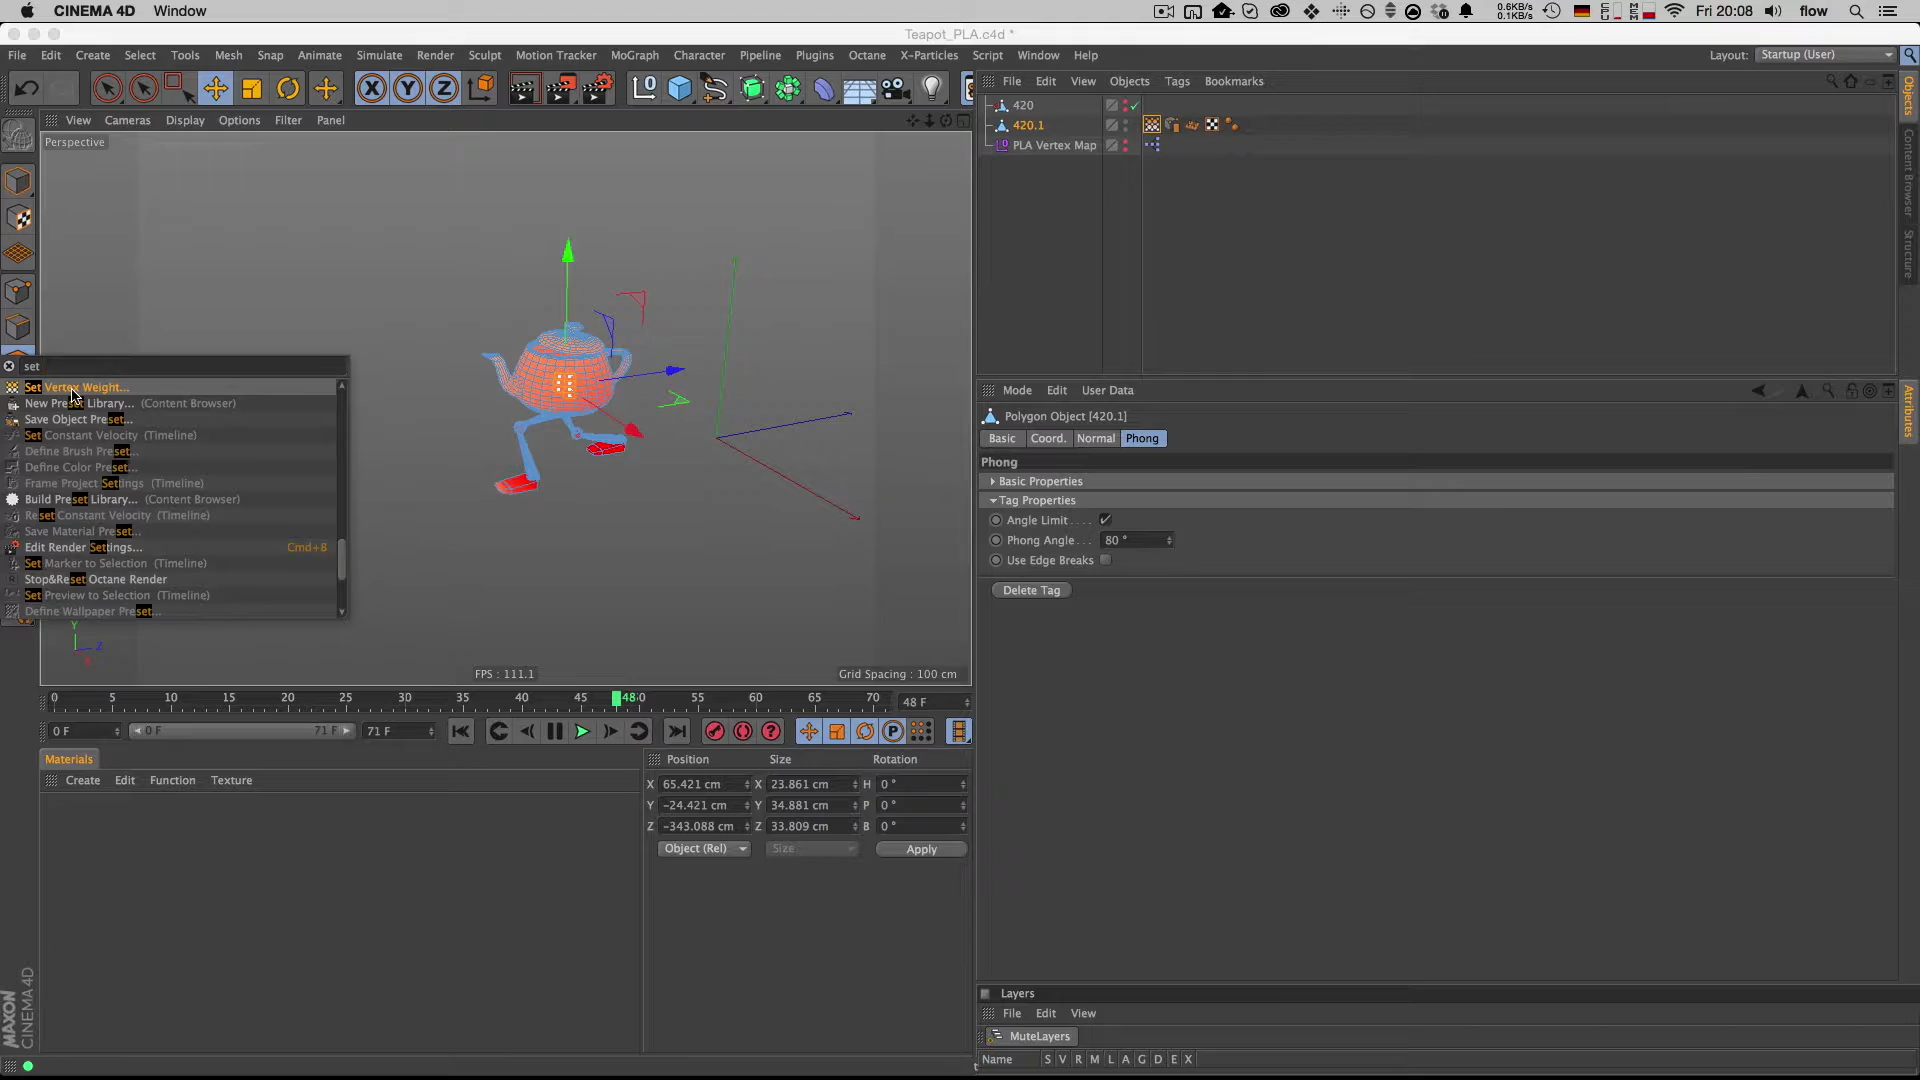 CINEMA 4D Window
0.6KB/s
0.1KB/s
Fri 20:08 flow
Teapot_PLA.c4d *
File Edit Create Select Tools Mesh Snap Animate Simulate Render Sculpt Motion Tracker MoGraph Character Pipeline Plugins Octane X-Particles Script Window Help
Layout: Startup (User)
File Edit View Objects Tags Bookmarks
View Cameras Display Options Filter Panel
Perspective
420
420.1
PLA Vertex Map
Objects
Content Browser
Structure
Attributes
set
Set Vertex Weight...
New Preset Library... (Content Browser)
Save Object Preset...
Set Constant Velocity (Timeline)
Define Brush Preset...
Define Color Preset...
Frame Project Settings (Timeline)
Build Preset Library... (Content Browser)
Reset Constant Velocity (Timeline)
Save Material Preset...
Edit Render Settings... Cmd+B
Set Marker to Selection (Timeline)
Stop&Reset Octane Render
Set Preview to Selection (Timeline)
Define Wallpaper Preset...
Y
Z
X
FPS : 111.1
Grid Spacing : 100 cm
Mode Edit User Data
Polygon Object [420.1]
Basic Coord. Normal Phong
Phong
Basic Properties
Tag Properties
Angle Limit. . . .
Phong Angle. . . 80 °
Use Edge Breaks
Delete Tag
0 5 10 15 20 25 30 35 40 45 48 0 55 60 65 70
48 F
0 F 0 F 71 F 71 F
Materials
Create Edit Function Texture
Position Size Rotation
X 65.421 cm X 23.861 cm H 0 °
Y -24.421 cm Y 34.881 cm P 0 °
Z -343.088 cm Z 33.809 cm B 0 °
Object (Rel) Size Apply
Layers
File Edit View
MuteLayers
Name S V R M L A G D E X
MAXON
CINEMA 4D